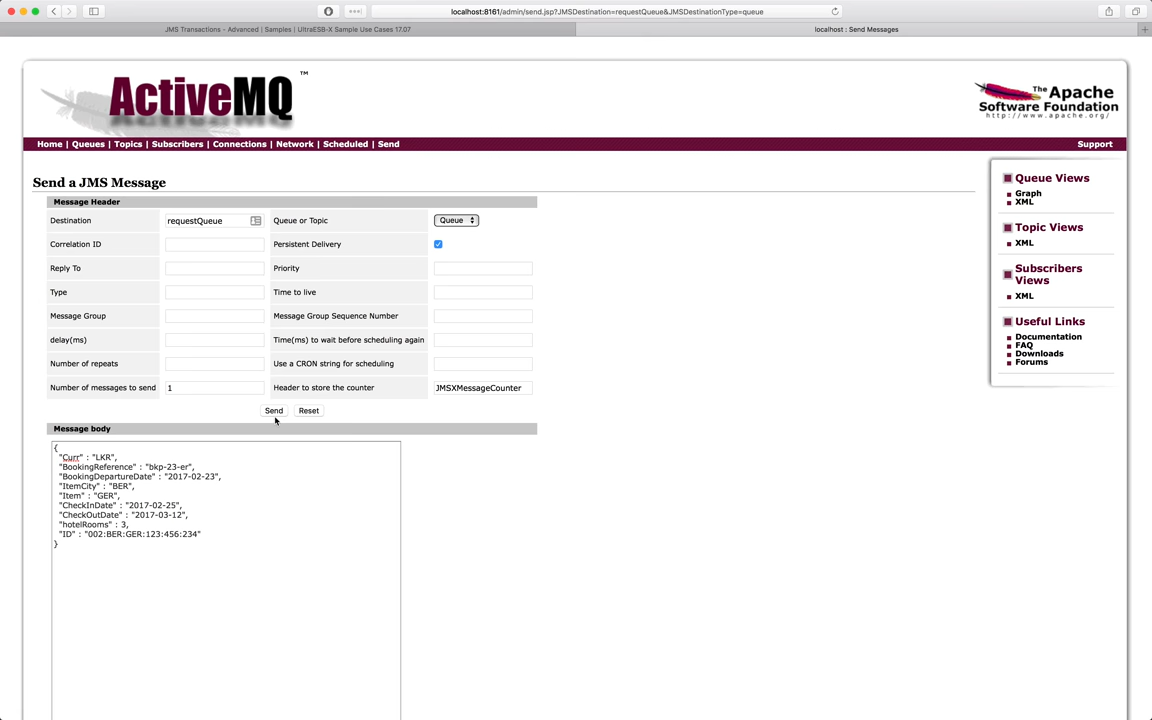 localhost:8161/admin/send.jsp?JMSDestination=requestQueue&JMSDestinationType=queue
JMS Transactions - Advanced | Samples | UltraESB-X Sample Use Cases 17.07
localhost : Send Messages
ActiveMQ™
The Apache
Software Foundation
http://www.apache.org/
Home | Queues | Topics | Subscribers | Connections | Network | Scheduled | Send
Support
Send a JMS Message
Message Header
Destination requestQueue Queue or Topic Queue
Correlation ID Persistent Delivery
Reply To Priority
Type Time to live
Message Group Message Group Sequence Number
delay(ms) Time(ms) to wait before scheduling again
Number of repeats Use a CRON string for scheduling
Number of messages to send 1 Header to store the counter JMSXMessageCounter
Send Reset
Message body
{
"Curr" : "LKR",
"BookingReference" : "bkp-23-er",
"BookingDepartureDate" : "2017-02-23",
"ItemCity" : "BER",
"Item" : "GER",
"CheckInDate" : "2017-02-25",
"CheckOutDate" : "2017-03-12",
"hotelRooms" : 3,
"ID" : "002:BER:GER:123:456:234"
}
Queue Views
Graph
XML
Topic Views
XML
Subscribers
Views
XML
Useful Links
Documentation
FAQ
Downloads
Forums